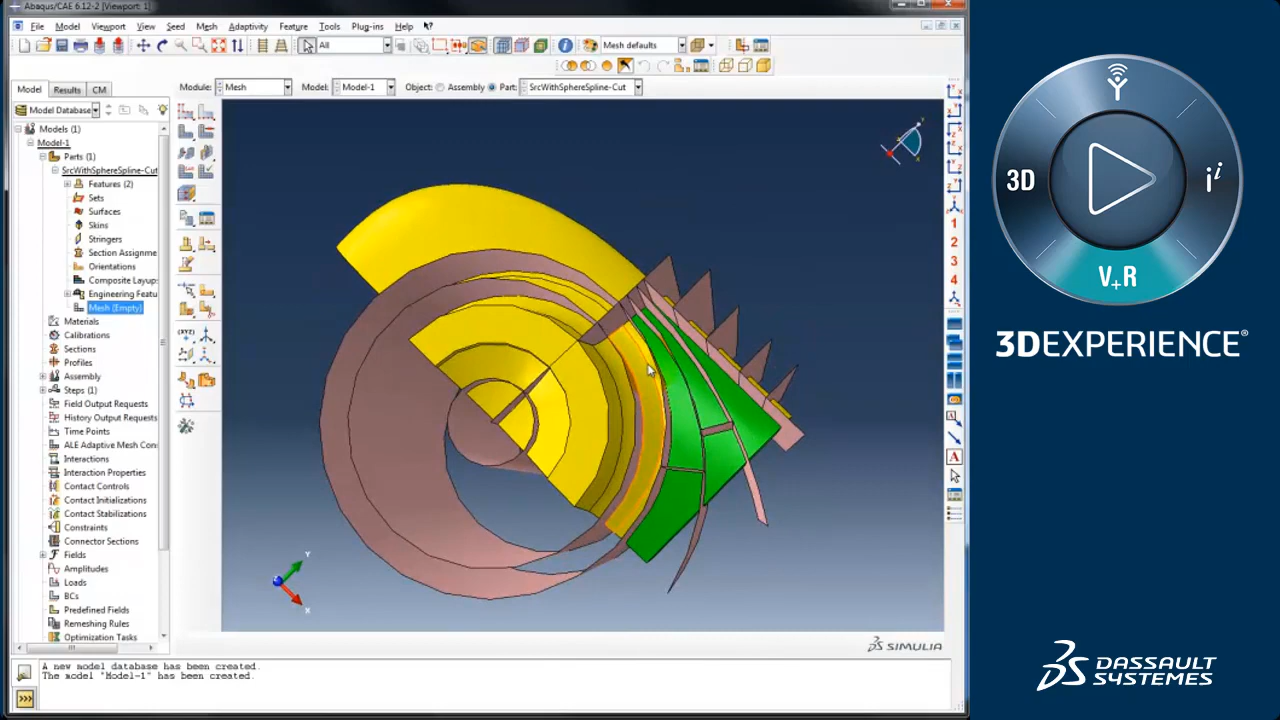 Abaqus/CAE 6.12-2 [Viewport: 1]
File Model Viewport View Seed Mesh Adaptivity Feature Tools Plug-ins Help
All
Mesh defaults
Model Results CM
Module: Mesh Model: Model-1 Object: Assembly Part: SrcWithSphereSpline-Cut
Model Database
Models (1)
Model-1
Parts (1)
SrcWithSphereSpline-Cut
Features (2)
Sets
Surfaces
Skins
Stringers
Section Assignme
Orientations
Composite Layup
Engineering Featu
Mesh (Empty)
Materials
Calibrations
Sections
Profiles
Assembly
Steps (1)
Field Output Requests
History Output Requests
Time Points
ALE Adaptive Mesh Con
Interactions
Interaction Properties
Contact Controls
Contact Initializations
Contact Stabilizations
Constraints
Connector Sections
Fields
Amplitudes
Loads
BCs
Predefined Fields
Remeshing Rules
Optimization Tasks
(XYZ)
Y
X
1
2
3
4
A
SIMULIA
A new model database has been created.
The model "Model-1" has been created.
>>>
3D
i
V+R
3DEXPERIENCE®
DASSAULT
SYSTEMES